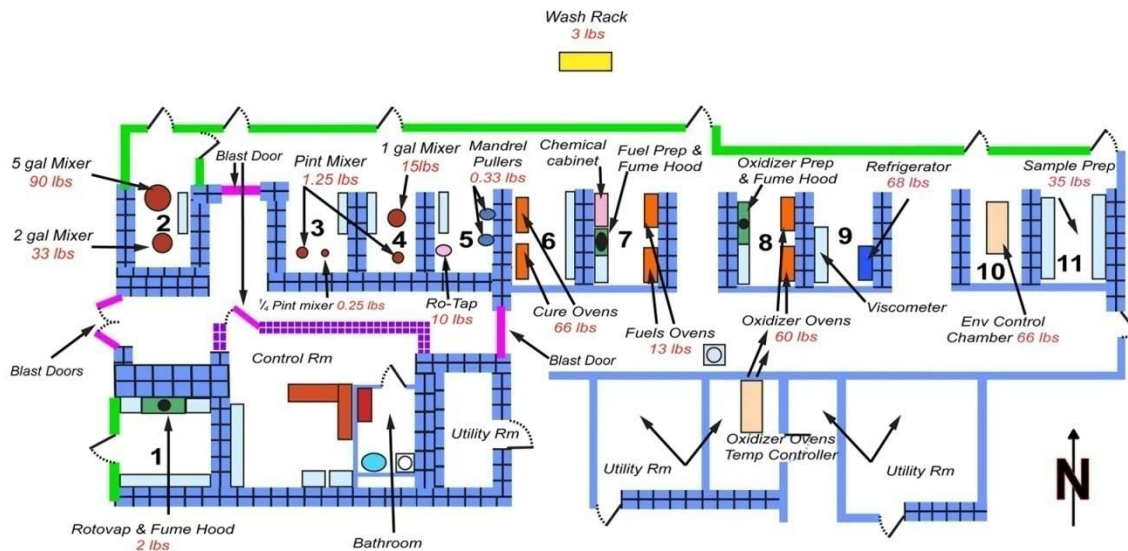 Wash Rack
3 lbs
5 gal Mixer
90 lbs
2 gal Mixer
33 lbs
2
Blast Door
Pint Mixer
1.25 lbs
3
1 gal Mixer
15lbs
4
Mandrel
Pullers
0.33 lbs
5
Chemical
cabinet
6
Fuel Prep &
Fume Hood
7
Oxidizer Prep
& Fume Hood
8
Refrigerator
68 lbs
9
Sample Prep
35 lbs
10
11
¼ Pint mixer 0.25 lbs
Ro-Tap
10 lbs
Cure Ovens
66 lbs
Fuels Ovens
13 lbs
Oxidizer Ovens
60 lbs
Viscometer
Env Control
Chamber 66 lbs
Blast Doors
Control Rm
Blast Door
1
Utility Rm
Utility Rm
Oxidizer Ovens
Temp Controller
Utility Rm
Rotovap & Fume Hood
2 lbs
Bathroom
N